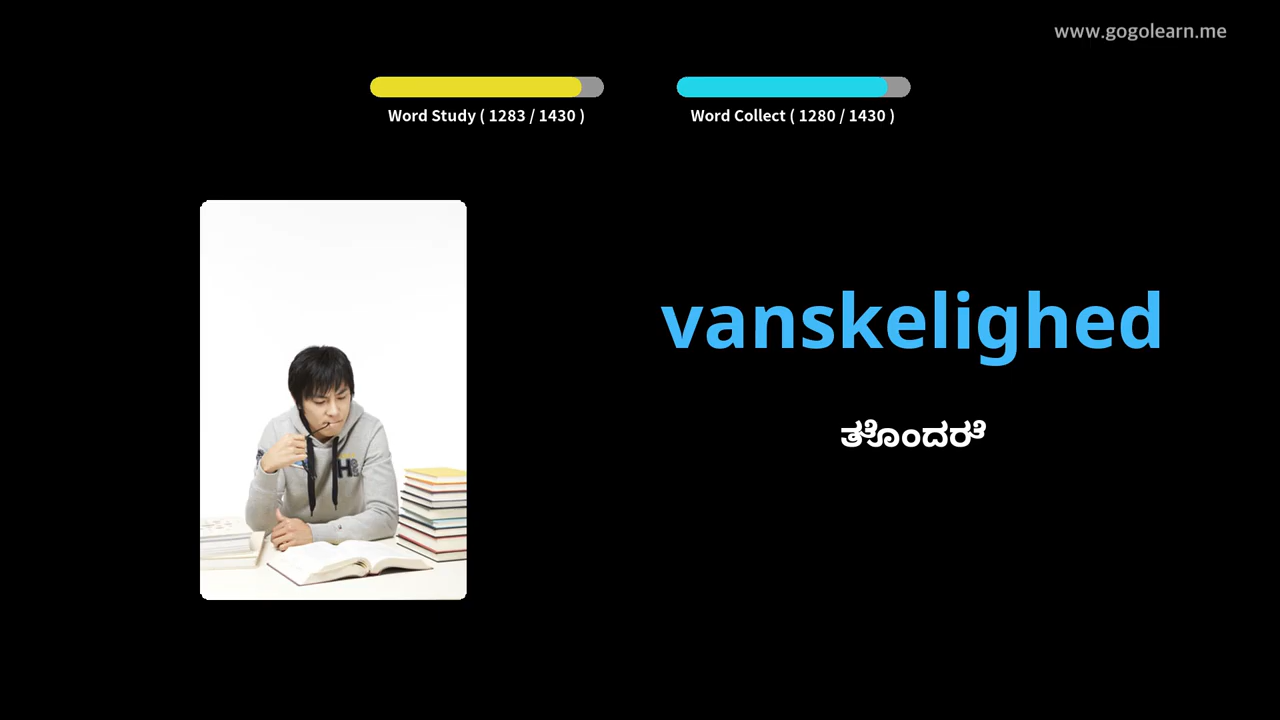 www.gogolearn.me
Word Study ( 1283 / 1430 )
Word Collect ( 1280 / 1430 )
vanskelighed
ತೊಂದರೆ
H